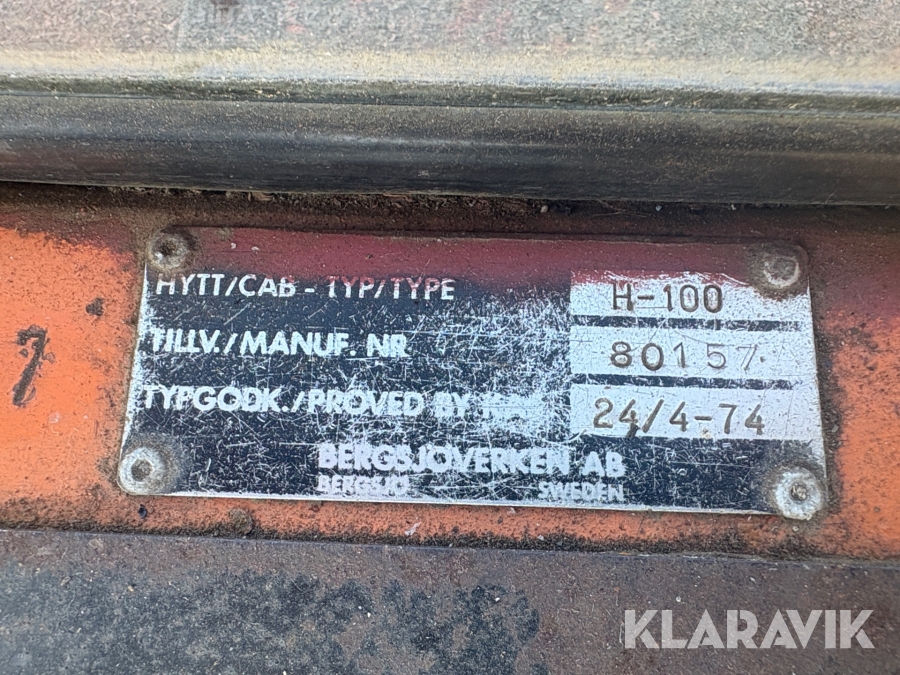 HYTT/CAB - TYP/TYPE H-100
TILLV./MANUF. NR 80157
TYPGODK./PROVED BY 24/4-74
BERGSJÖVERKEN AB
BERGSJÖ SWEDEN
7
KLARAVIK